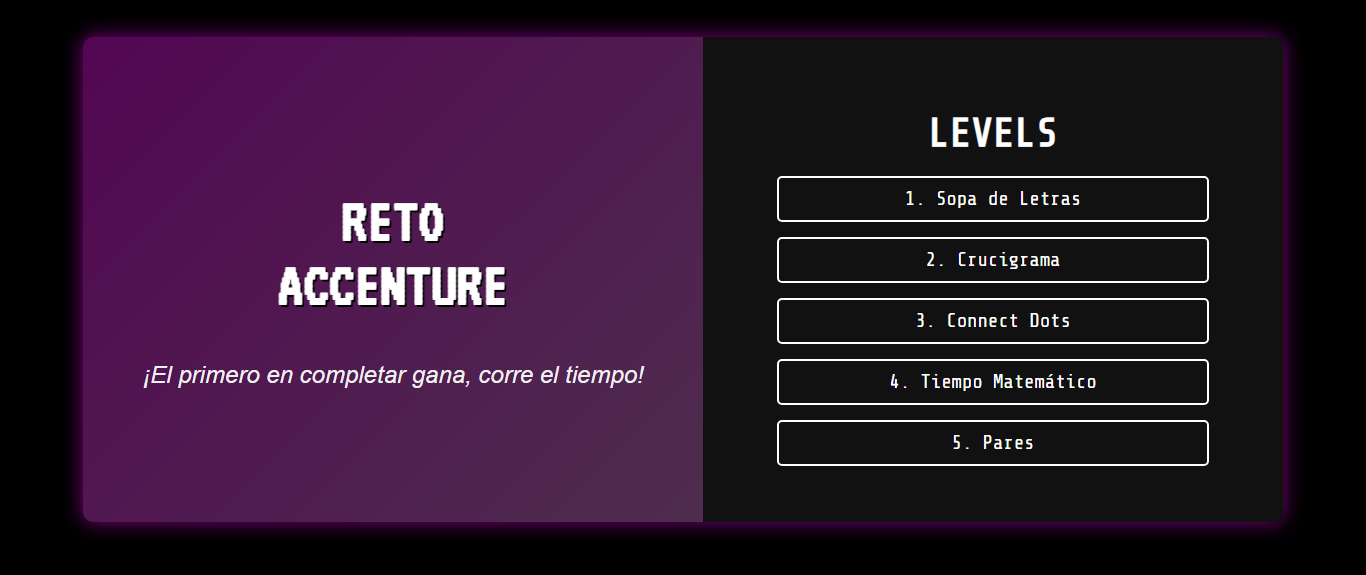 RETO
ACCENTURE
¡El primero en completar gana, corre el tiempo!
LEVELS
1. Sopa de Letras
2. Crucigrama
3. Connect Dots
4. Tiempo Matemático
5. Pares